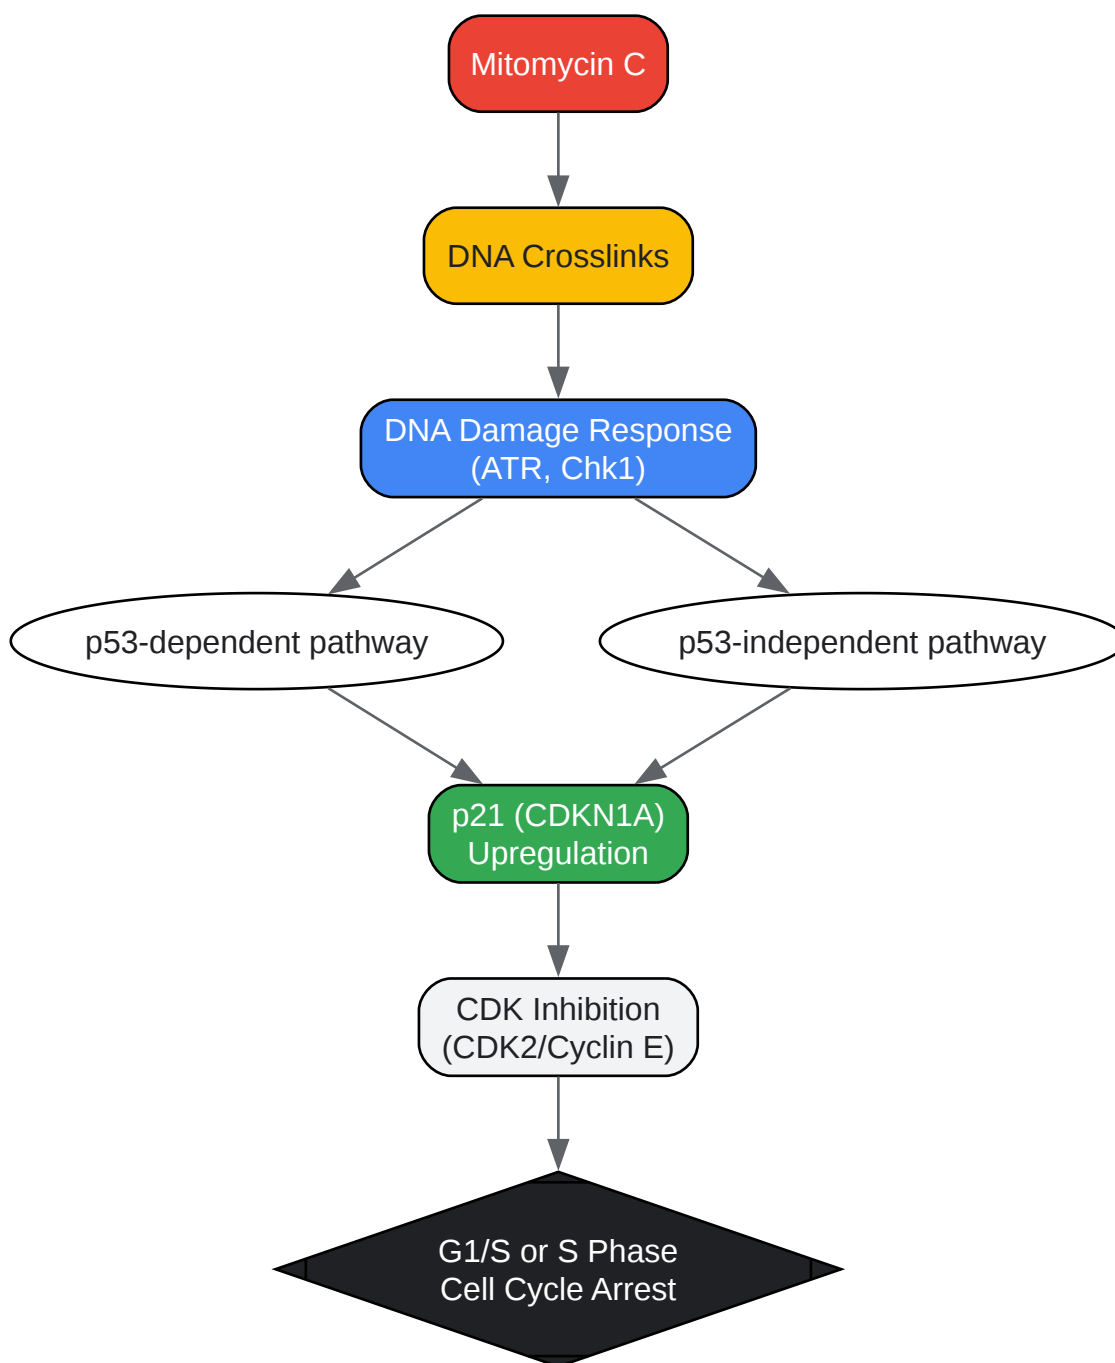 Mitomycin C
DNA Crosslinks
DNA Damage Response
(ATR, Chk1)
p53-dependent pathway
p53-independent pathway
p21 (CDKN1A)
Upregulation
CDK Inhibition
(CDK2/Cyclin E)
G1/S or S Phase
Cell Cycle Arrest